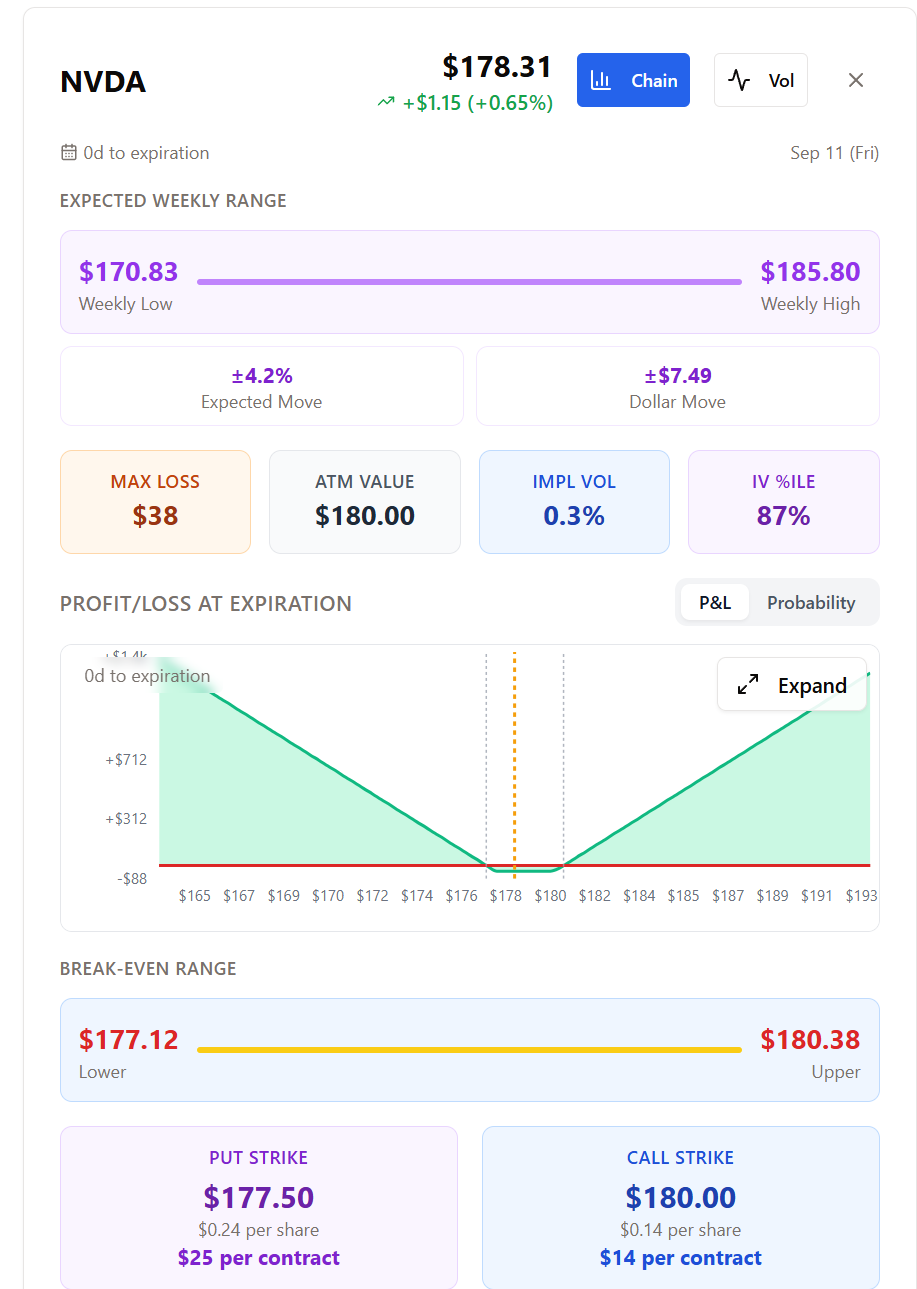 NVDA
$178.31
+$1.15 (+0.65%)
Chain
Vol
0d to expiration
Sep 11 (Fri)
EXPECTED WEEKLY RANGE
$170.83
$185.80
Weekly Low
Weekly High
±4.2%
Expected Move
±$7.49
Dollar Move
MAX LOSS
$38
ATM VALUE
$180.00
IMPL VOL
0.3%
IV %ILE
87%
PROFIT/LOSS AT EXPIRATION
P&L
Probability
+$1.4k
0d to expiration
Expand
+$712
+$312
-$88
$165 $167 $169 $170 $172 $174 $176 $178 $180 $182 $184 $185 $187 $189 $191 $193
BREAK-EVEN RANGE
$177.12
$180.38
Lower
Upper
PUT STRIKE
$177.50
$0.24 per share
$25 per contract
CALL STRIKE
$180.00
$0.14 per share
$14 per contract